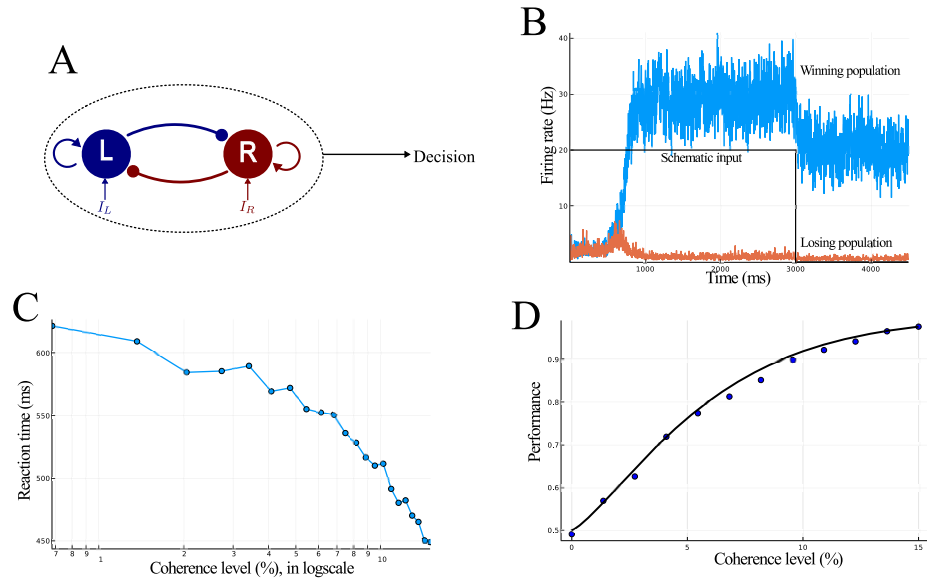 A
L
R
I_L
I_R
Decision
B
Firing rate (Hz)
40
30
20
20
10
Winning population
Schematic input
Losing population
1000
2000
3000
4000
Time (ms)
C
Reaction time (ms)
600
550
500
450
7 8 9 1 2 3 4 5 6 7 8 9 10
Coherence level (%), in logscale
D
Performance
0.9
0.8
0.7
0.6
0.5
0 5 10 15
Coherence level (%)